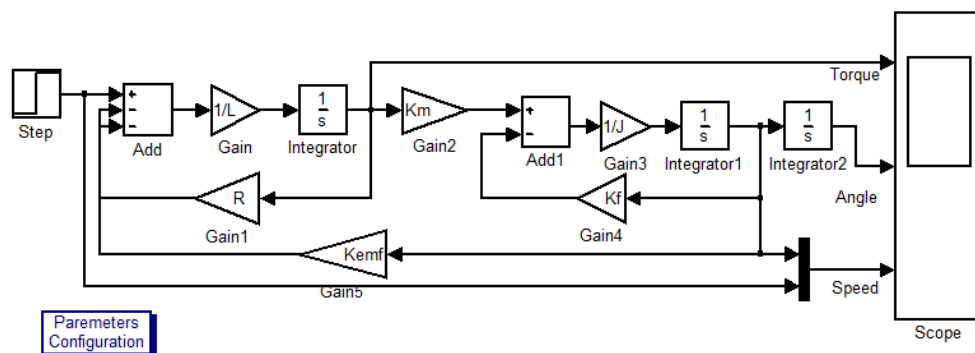 Step
+
−
−
Add
1/L
Gain
1
s
Integrator
Km
Gain2
+
−
Add1
1/J
Gain3
1
s
Integrator1
1
s
Integrator2
Torque
Angle
Speed
Scope
R
Gain1
Kf
Gain4
Kemf
Gain5
Paremeters
Configuration